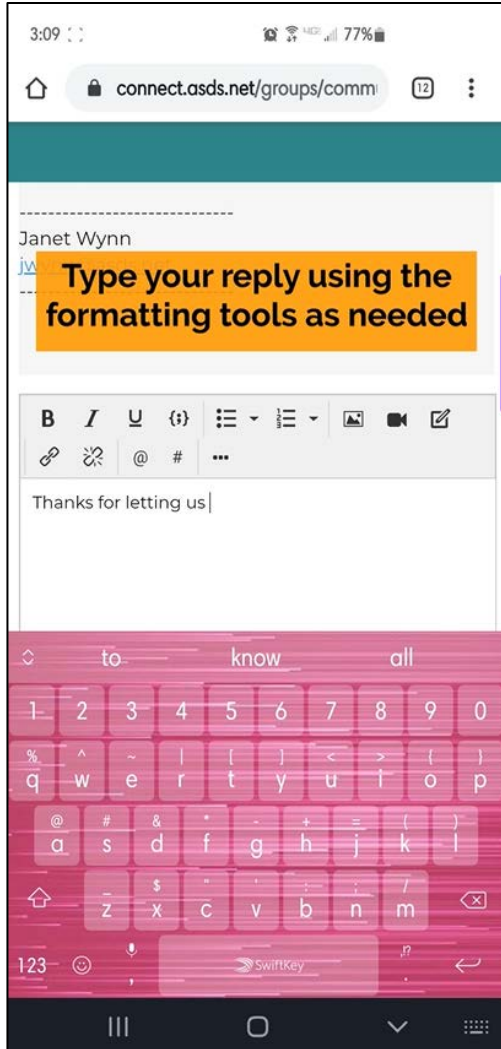 3:09 77%
connect.asds.net/groups/comm 12
-----------------------------
Janet Wynn
Type your reply using the
formatting tools as needed
B I U {;}
@ # •••
Thanks for letting us
to know all
1 2 3 4 5 6 7 8 9 0
% ^ ~ | [ ] < > { }
q w e r t y u i o p
@ # & * - + = ( )
a s d f g h j k l
_ $ " ' : ; /
z x c v b n m
123 , SwiftKey ,!? .